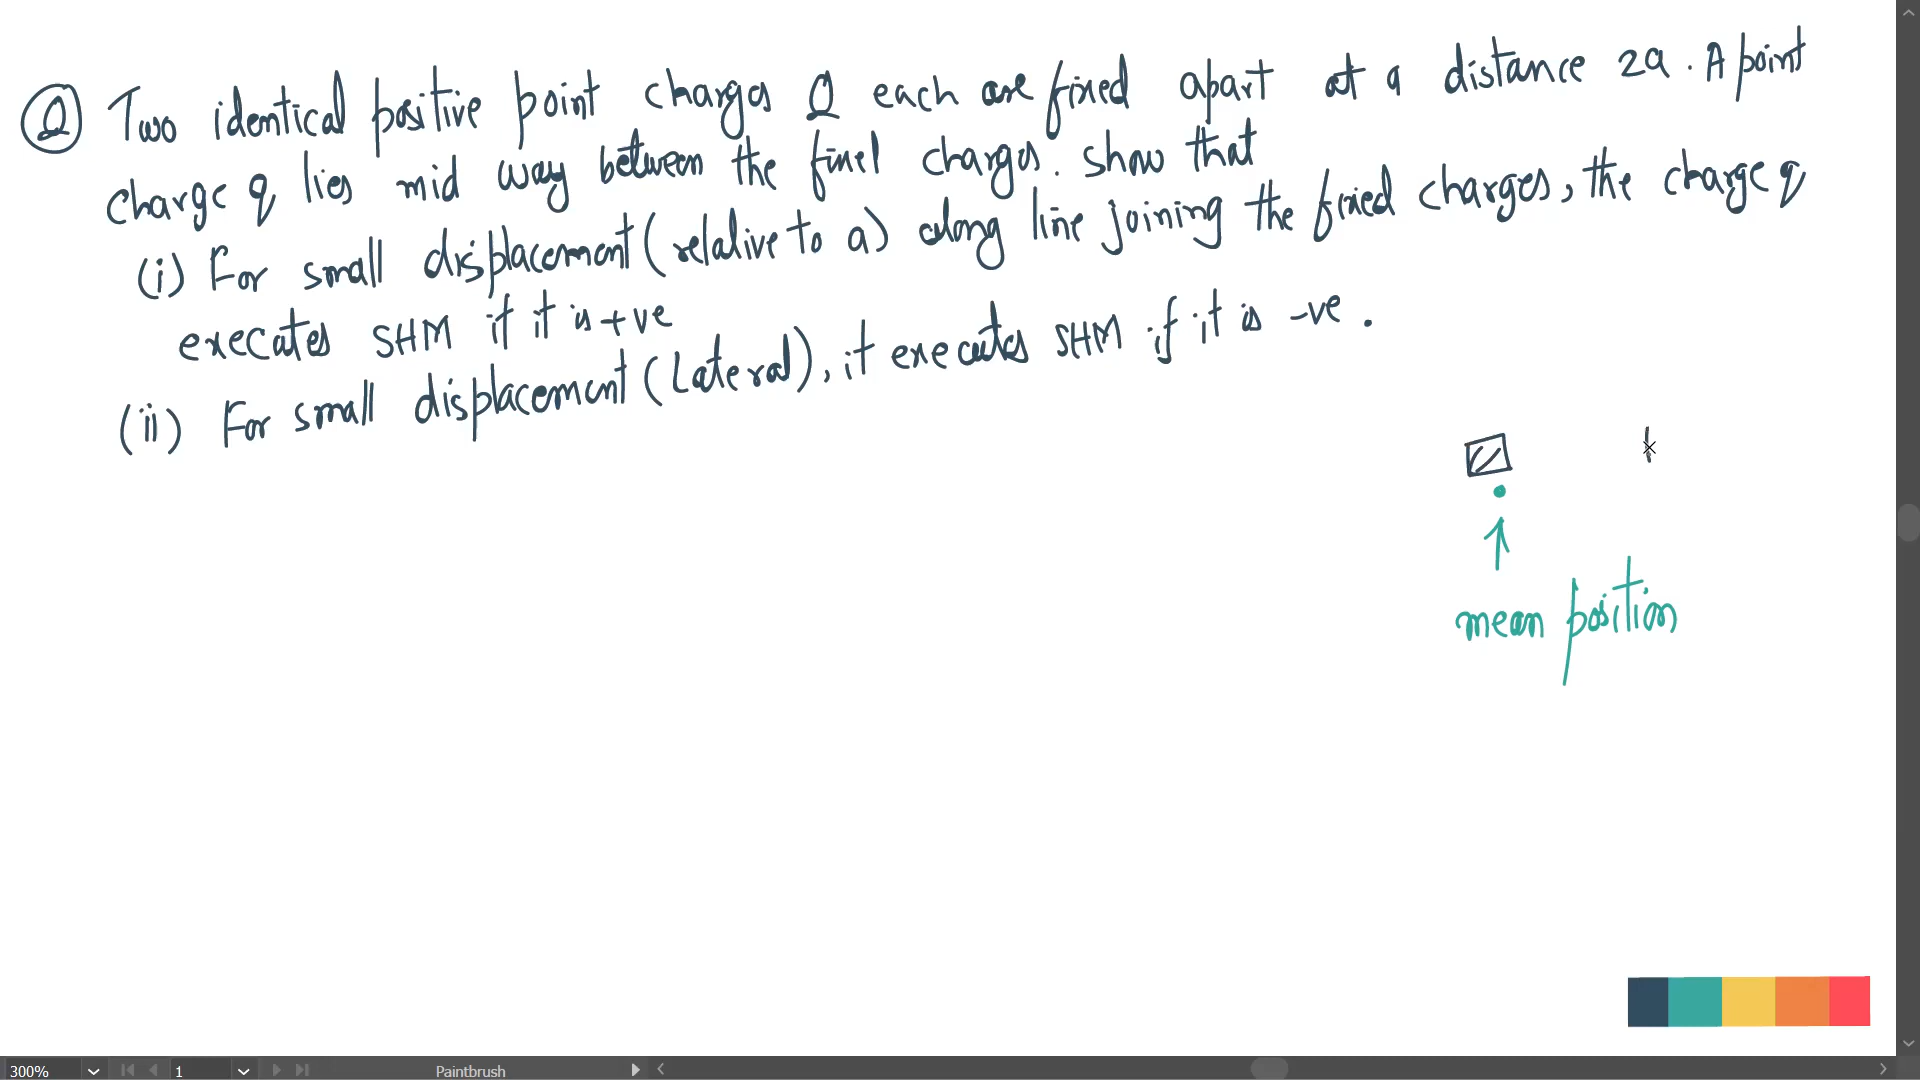 Q Two identical positive point charges Q each are fixed apart at a distance 2a. A point
charge q lies mid way between the fixed charges. Show that
(i) For small displacement (relative to a) along line joining the fixed charges, the charge q
executes SHM if it is +ve
(ii) For small displacement (Lateral), it executes SHM if it is -ve.
mean position
300%
1
Paintbrush